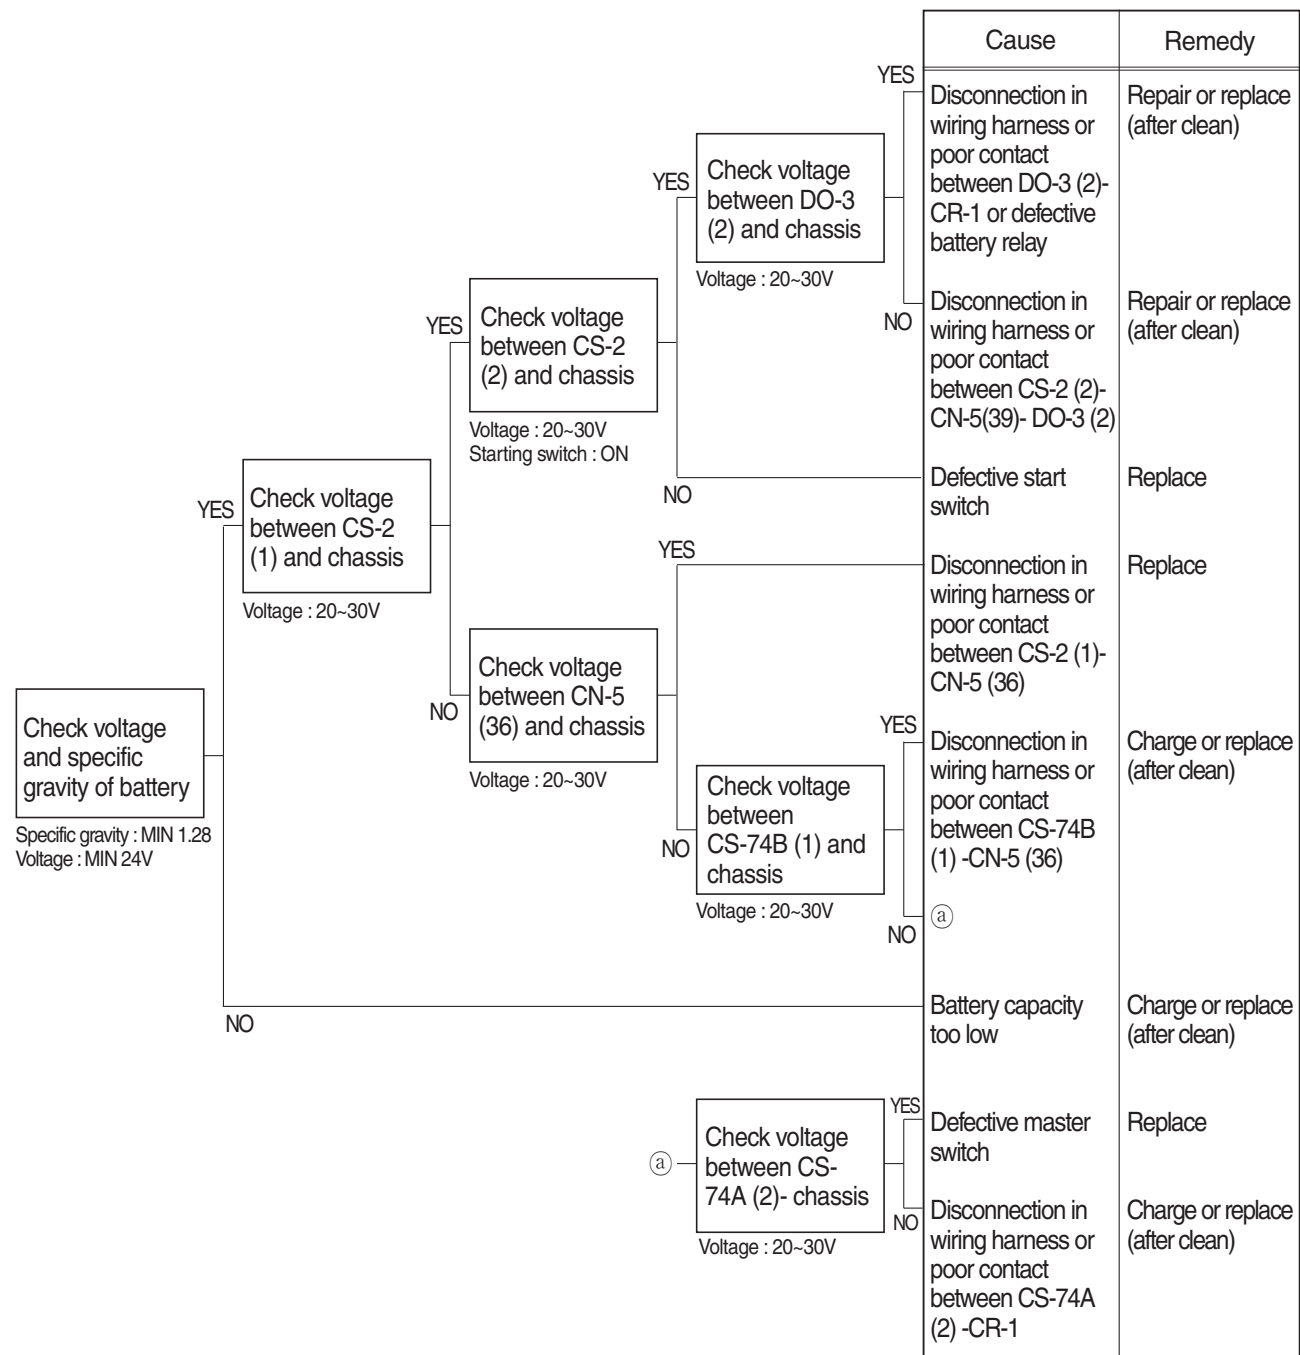 Cause
Remedy
YES
Disconnection in
wiring harness or
poor contact
between DO-3 (2)-
CR-1 or defective
battery relay
Repair or replace
(after clean)
Check voltage
between DO-3
(2) and chassis
Voltage : 20~30V
YES
NO
Disconnection in
wiring harness or
poor contact
between CS-2 (2)-
CN-5(39)- DO-3 (2)
Repair or replace
(after clean)
Check voltage
between CS-2
(2) and chassis
Voltage : 20~30V
Starting switch : ON
YES
NO
Defective start
switch
Replace
Check voltage
between CS-2
(1) and chassis
Voltage : 20~30V
YES
YES
Disconnection in
wiring harness or
poor contact
between CS-2 (1)-
CN-5 (36)
Replace
Check voltage
between CN-5
(36) and chassis
Voltage : 20~30V
NO
Check voltage
and specific
gravity of battery
Specific gravity : MIN 1.28
Voltage : MIN 24V
YES
Disconnection in
wiring harness or
poor contact
between CS-74B
(1) -CN-5 (36)
Charge or replace
(after clean)
Check voltage
between
CS-74B (1) and
chassis
Voltage : 20~30V
NO
NO
ⓐ
NO
Battery capacity
too low
Charge or replace
(after clean)
ⓐ
Check voltage
between CS-
74A (2)- chassis
Voltage : 20~30V
YES
Defective master
switch
Replace
NO
Disconnection in
wiring harness or
poor contact
between CS-74A
(2) -CR-1
Charge or replace
(after clean)